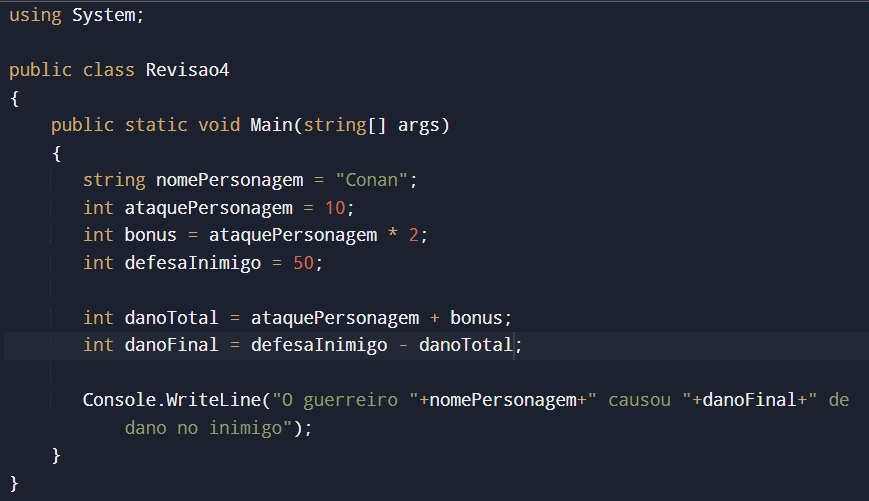 using System;

public class Revisao4
{
    public static void Main(string[] args)
    {
       string nomePersonagem = "Conan";
       int ataquePersonagem = 10;
       int bonus = ataquePersonagem * 2;
       int defesaInimigo = 50;

       int danoTotal = ataquePersonagem + bonus;
       int danoFinal = defesaInimigo - danoTotal;

       Console.WriteLine("O guerreiro "+nomePersonagem+" causou "+danoFinal+" de
           dano no inimigo");
    }
}